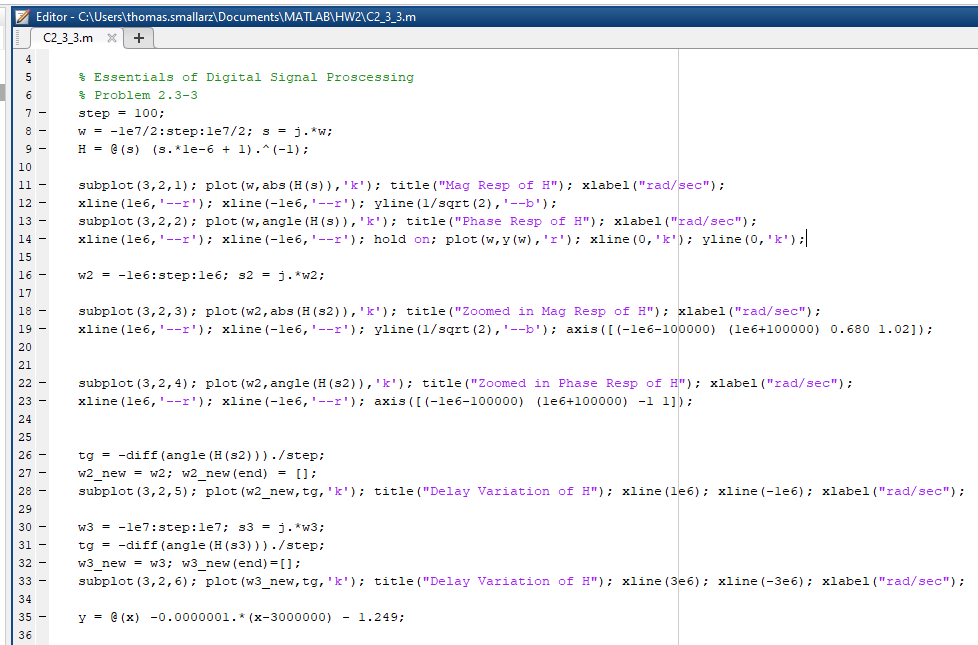 Editor - C:\Users\thomas.smallarz\Documents\MATLAB\HW2\C2_3_3.m
C2_3_3.m × +
4
5 % Essentials of Digital Signal Proscessing
6 % Problem 2.3-3
7 — step = 100;
8 — w = -1e7/2:step:1e7/2; s = j.*w;
9 — H = @(s) (s.*1e-6 + 1).^(-1);
10
11 — subplot(3,2,1); plot(w,abs(H(s)),'k'); title("Mag Resp of H"); xlabel("rad/sec");
12 — xline(1e6,'--r'); xline(-1e6,'--r'); yline(1/sqrt(2),'--b');
13 — subplot(3,2,2); plot(w,angle(H(s)),'k'); title("Phase Resp of H"); xlabel("rad/sec");
14 — xline(1e6,'--r'); xline(-1e6,'--r'); hold on; plot(w,y(w),'r'); xline(0,'k'); yline(0,'k');
15
16 — w2 = -1e6:step:1e6; s2 = j.*w2;
17
18 — subplot(3,2,3); plot(w2,abs(H(s2)),'k'); title("Zoomed in Mag Resp of H"); xlabel("rad/sec");
19 — xline(1e6,'--r'); xline(-1e6,'--r'); yline(1/sqrt(2),'--b'); axis([(-1e6-100000) (1e6+100000) 0.680 1.02]);
20
21
22 — subplot(3,2,4); plot(w2,angle(H(s2)),'k'); title("Zoomed in Phase Resp of H"); xlabel("rad/sec");
23 — xline(1e6,'--r'); xline(-1e6,'--r'); axis([(-1e6-100000) (1e6+100000) -1 1]);
24
25
26 — tg = -diff(angle(H(s2)))./step;
27 — w2_new = w2; w2_new(end) = [];
28 — subplot(3,2,5); plot(w2_new,tg,'k'); title("Delay Variation of H"); xline(1e6); xline(-1e6); xlabel("rad/sec");
29
30 — w3 = -1e7:step:1e7; s3 = j.*w3;
31 — tg = -diff(angle(H(s3)))./step;
32 — w3_new = w3; w3_new(end)=[];
33 — subplot(3,2,6); plot(w3_new,tg,'k'); title("Delay Variation of H"); xline(3e6); xline(-3e6); xlabel("rad/sec");
34
35 — y = @(x) -0.0000001.*(x-3000000) - 1.249;
36